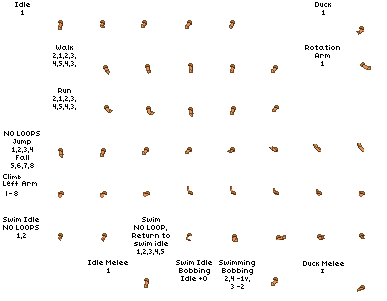 Idle
1
Duck
1
Walk
2,1,2,3,
4,5,4,3,
Rotation
Arm
1
Run
2,1,2,3,
4,5,4,3,
NO LOOPS
Jump
1,2,3,4
Fall
5,6,7,8
Climb
Left Arm
1-8
Swim Idle
NO LOOPS
1,2
Swim
NO LOOP,
Return to
swim idle
1,2,3,4,5
Swim Idle
Bobbing
Idle +0
Swimming
Bobbing
2,4 -1v,
3 -2
Idle Melee
1
Duck Melee
1